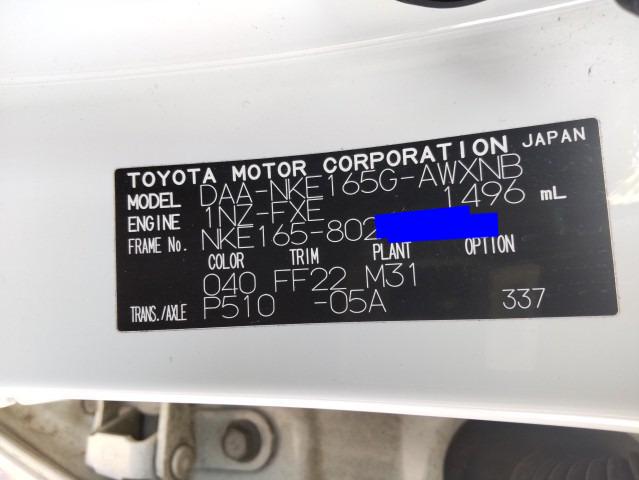 TOYOTA MOTOR CORPORATION JAPAN
MODEL DAA-NKE165G-AWXNB
ENGINE 1NZ-FXE 1496 mL
FRAME No. NKE165-802
COLOR TRIM PLANT OPTION
040 FF22 M31
TRANS./AXLE P510 -05A 337